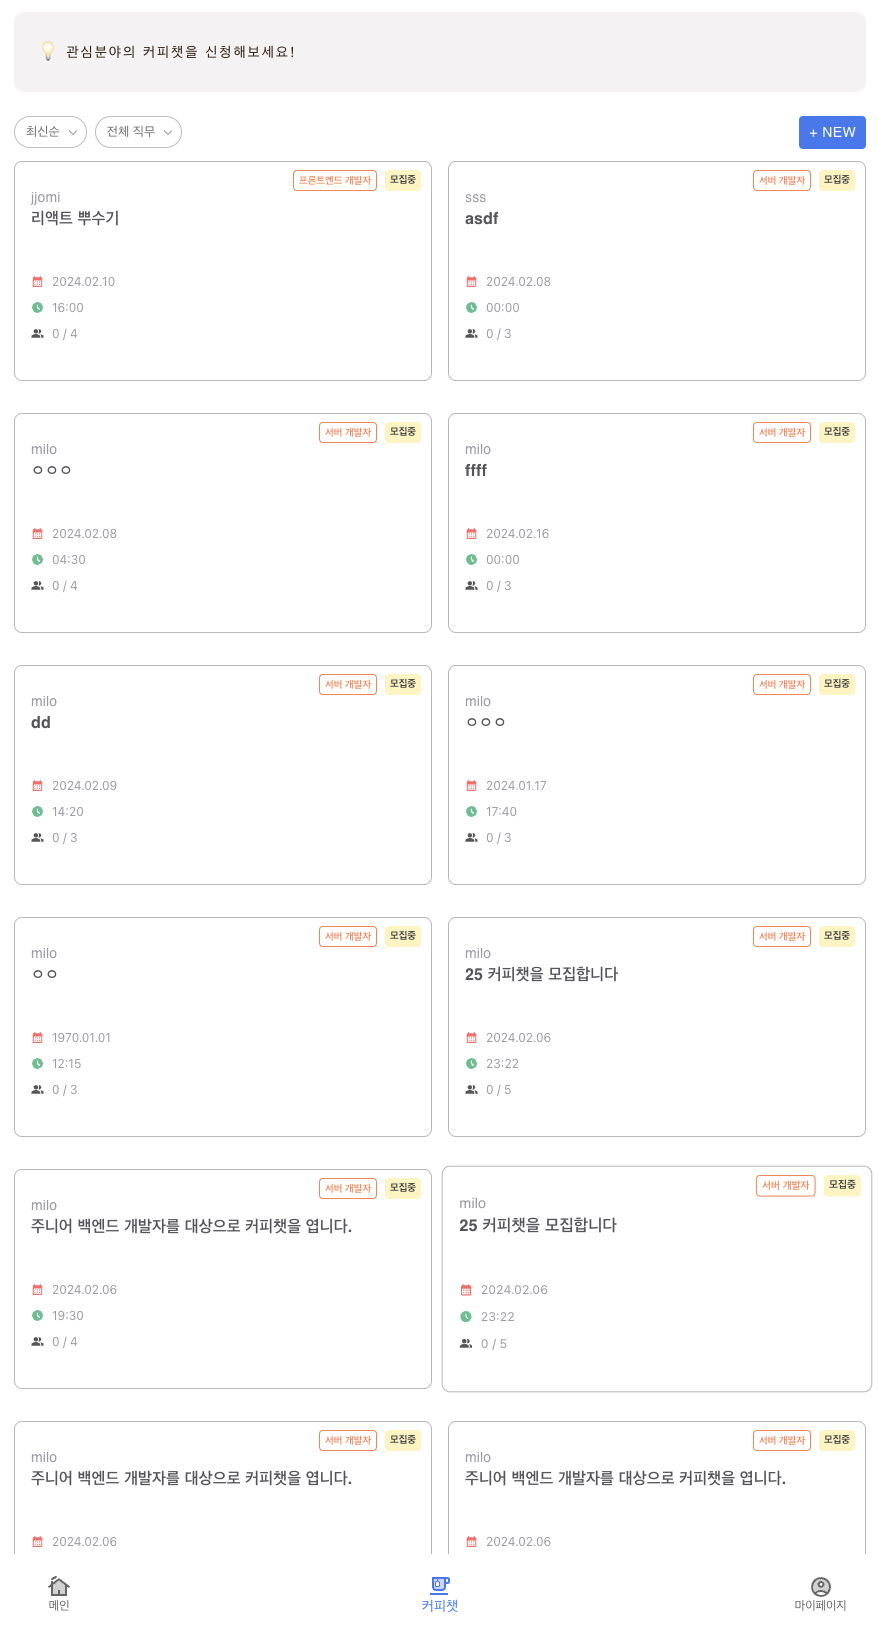 관심분야의 커피챗을 신청해보세요!
최신순 전체 직무 + NEW
프론트엔드 개발자 모집중
jjomi
리액트 뿌수기
2024.02.10
16:00
0 / 4
서버 개발자 모집중
sss
asdf
2024.02.08
00:00
0 / 3
서버 개발자 모집중
milo
ㅇㅇㅇ
2024.02.08
04:30
0 / 4
서버 개발자 모집중
milo
ffff
2024.02.16
00:00
0 / 3
서버 개발자 모집중
milo
dd
2024.02.09
14:20
0 / 3
서버 개발자 모집중
milo
ㅇㅇㅇ
2024.01.17
17:40
0 / 3
서버 개발자 모집중
milo
ㅇㅇ
1970.01.01
12:15
0 / 3
서버 개발자 모집중
milo
25 커피챗을 모집합니다
2024.02.06
23:22
0 / 5
서버 개발자 모집중
milo
주니어 백엔드 개발자를 대상으로 커피챗을 엽니다.
2024.02.06
19:30
0 / 4
서버 개발자 모집중
milo
25 커피챗을 모집합니다
2024.02.06
23:22
0 / 5
서버 개발자 모집중
milo
주니어 백엔드 개발자를 대상으로 커피챗을 엽니다.
2024.02.06
서버 개발자 모집중
milo
주니어 백엔드 개발자를 대상으로 커피챗을 엽니다.
2024.02.06
메인 커피챗 마이페이지